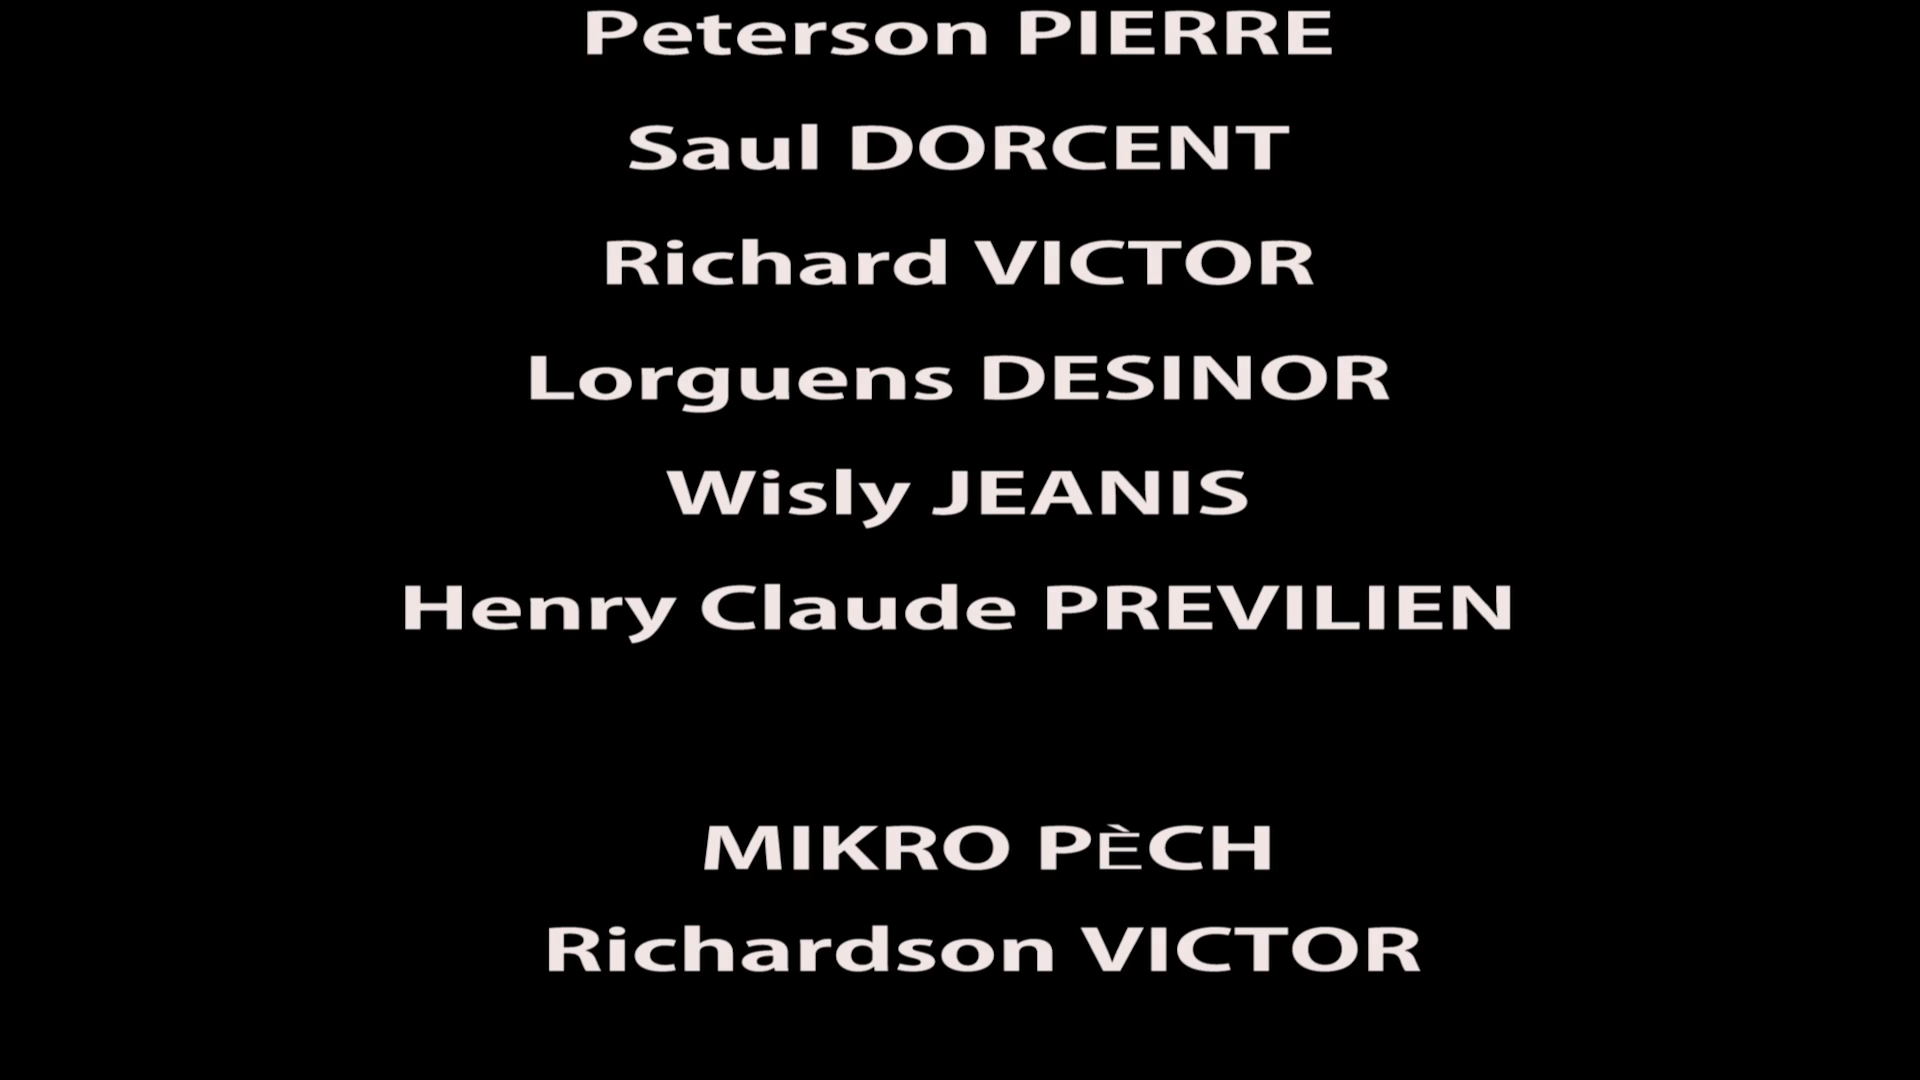 Peterson PIERRE
Saul DORCENT
Richard VICTOR
Lorguens DESINOR
Wisly JEANIS
Henry Claude PREVILIEN
MIKRO PÈCH
Richardson VICTOR